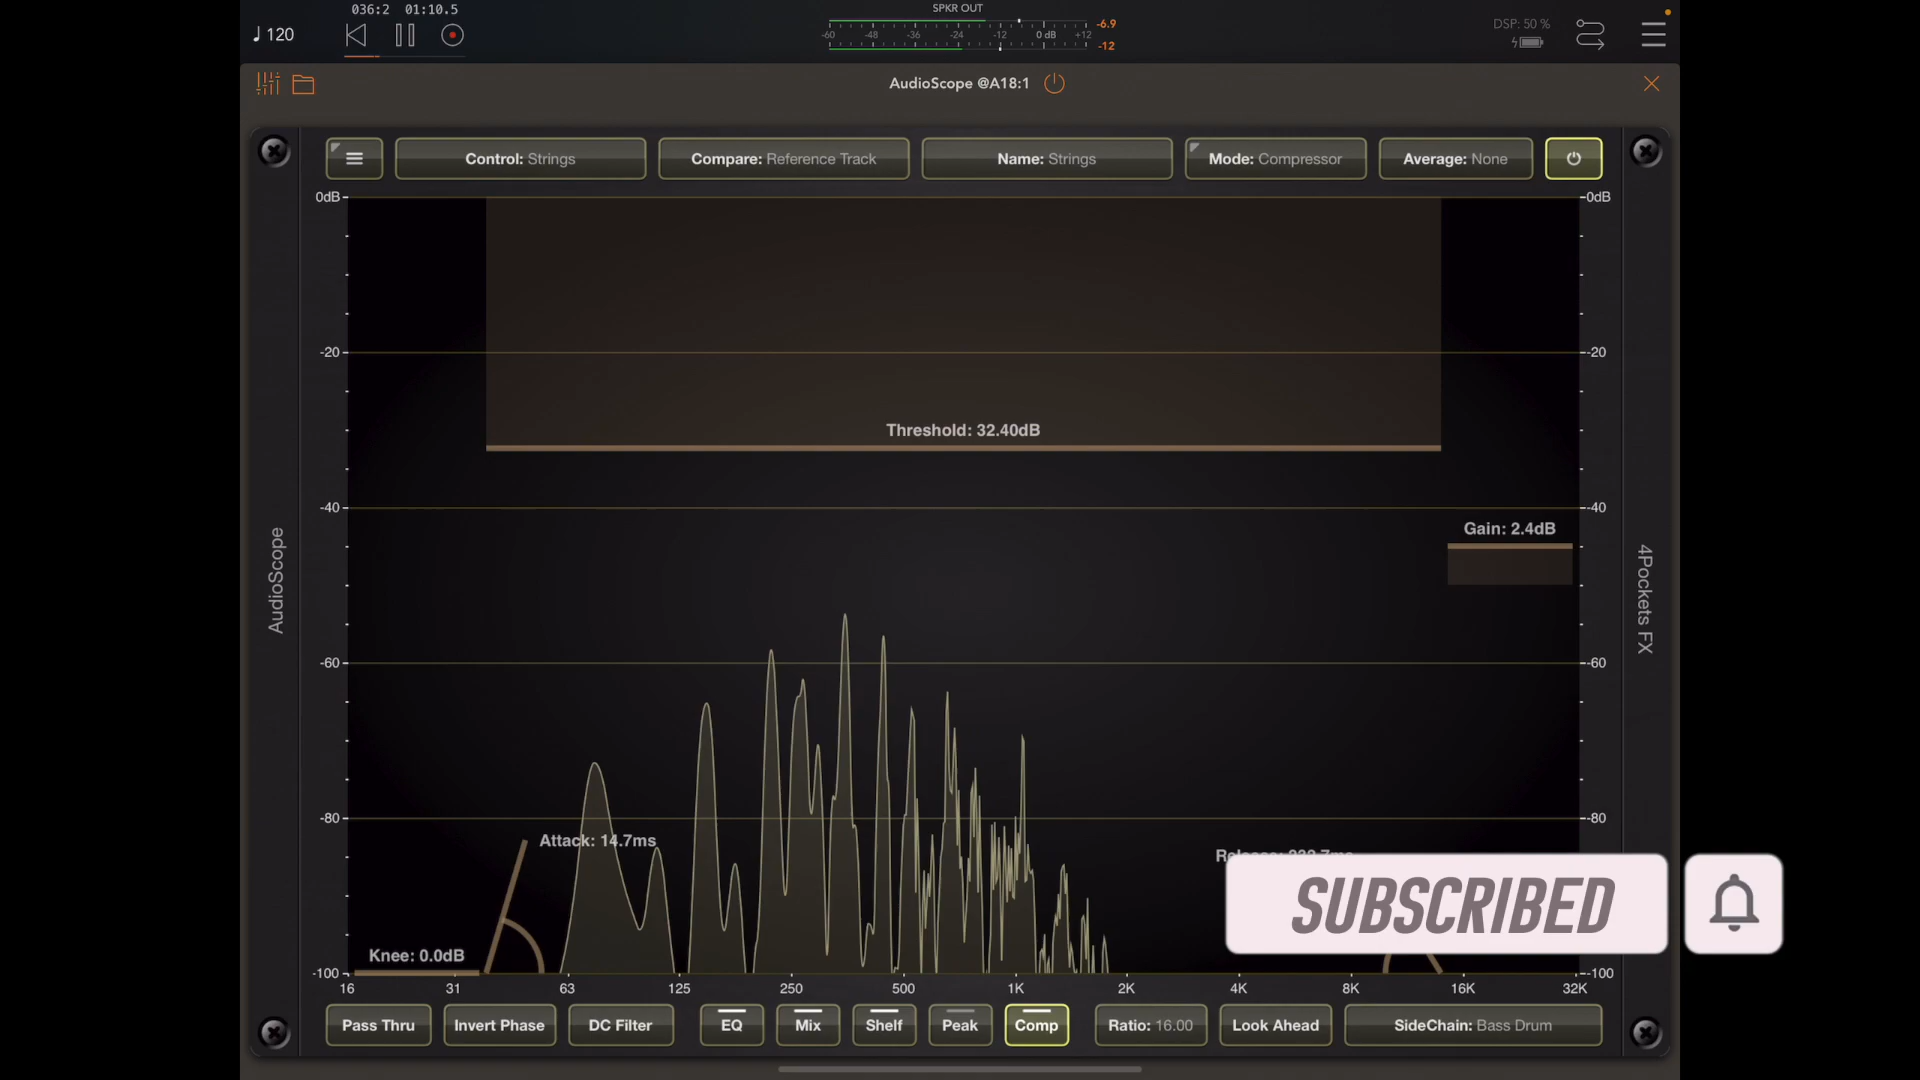 036:2 01:10.5
SPKR OUT
♩ 120
-60 -48 -36 -24 -12 0 dB +12
-6.9
-12
DSP: 50 %
AudioScope @A18:1
Control: Strings
Compare: Reference Track
Name: Strings
Mode: Compressor
Average: None
0dB
-20
-40
-60
-80
-100
0dB
-20
-40
-60
-80
-100
Threshold: 32.40dB
Gain: 2.4dB
AudioScope
4Pockets FX
Attack: 14.7ms
SUBSCRIBED
Knee: 0.0dB
16 31 63 125 250 500 1K 2K 4K 8K 16K 32K
Pass Thru
Invert Phase
DC Filter
EQ
Mix
Shelf
Peak
Comp
Ratio: 16.00
Look Ahead
SideChain: Bass Drum